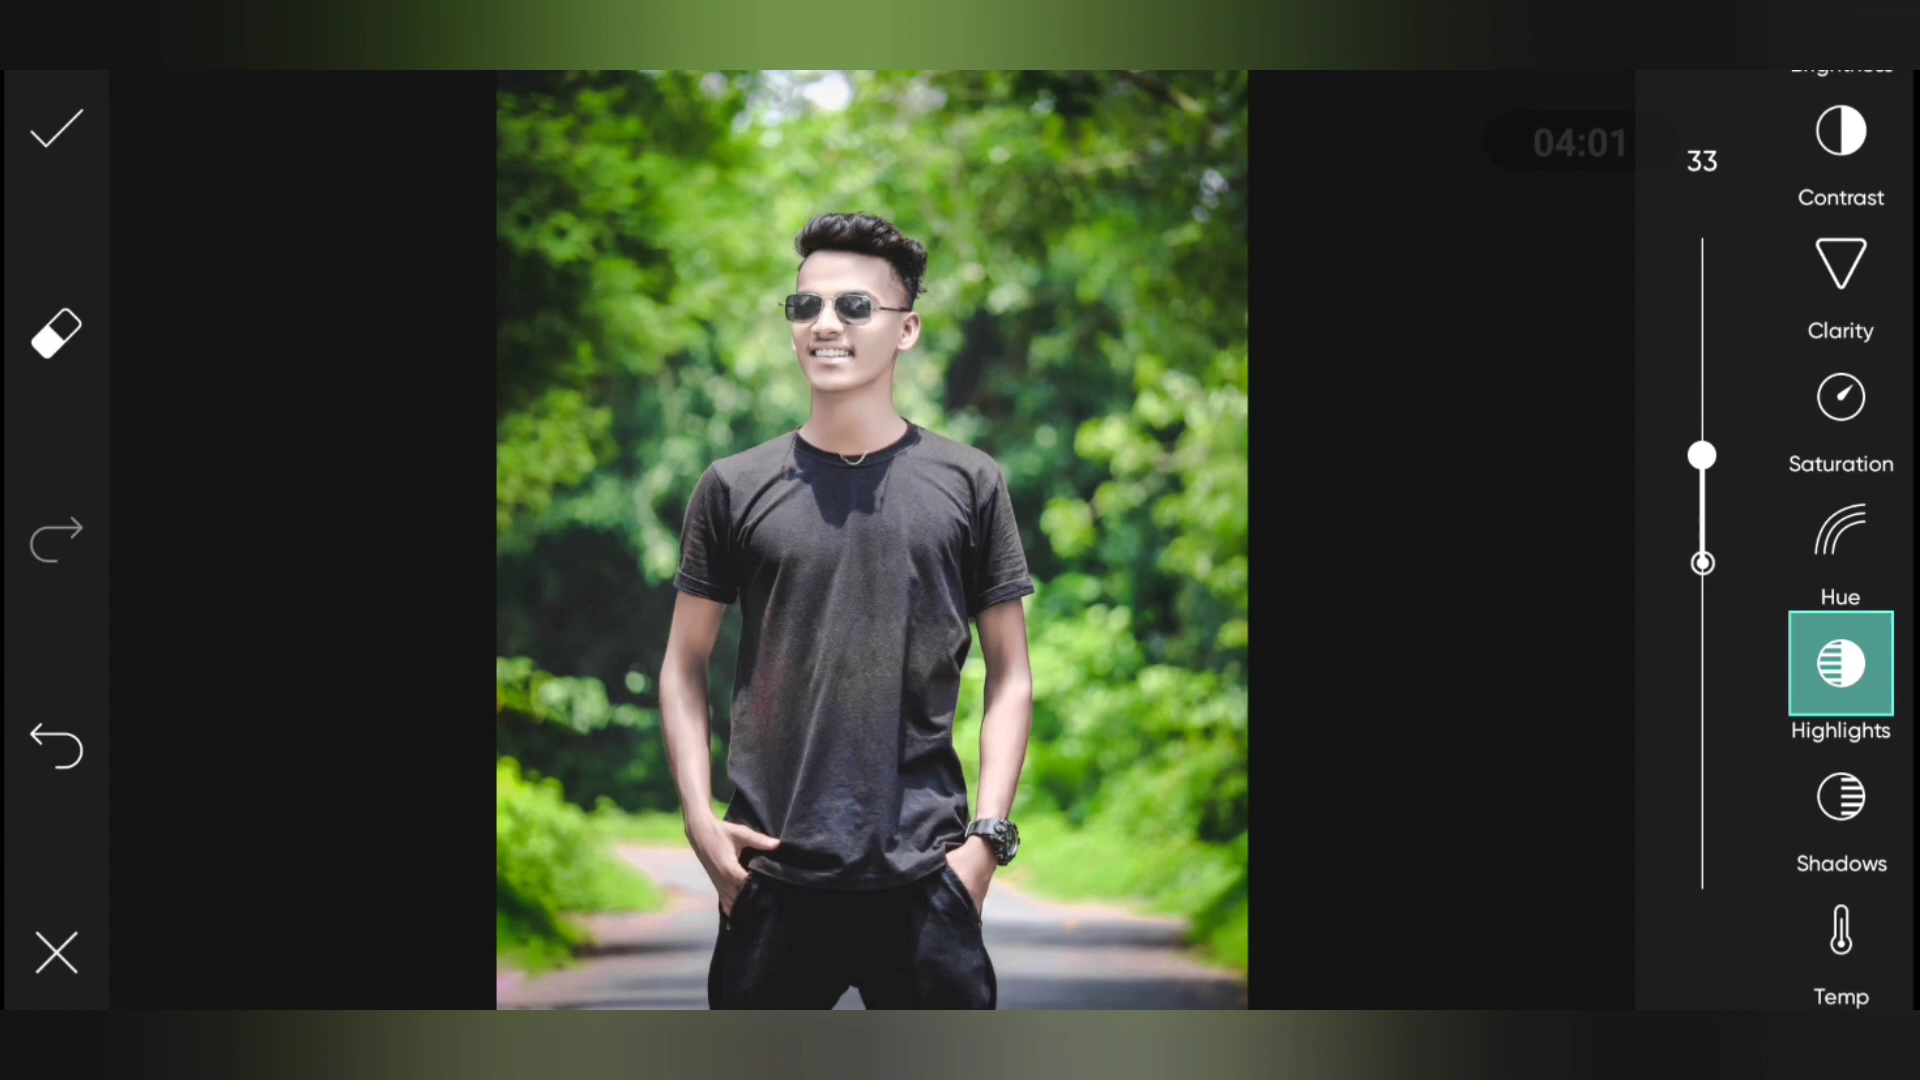 04:01
33
Contrast
Clarity
Saturation
Hue
Highlights
Shadows
Temp